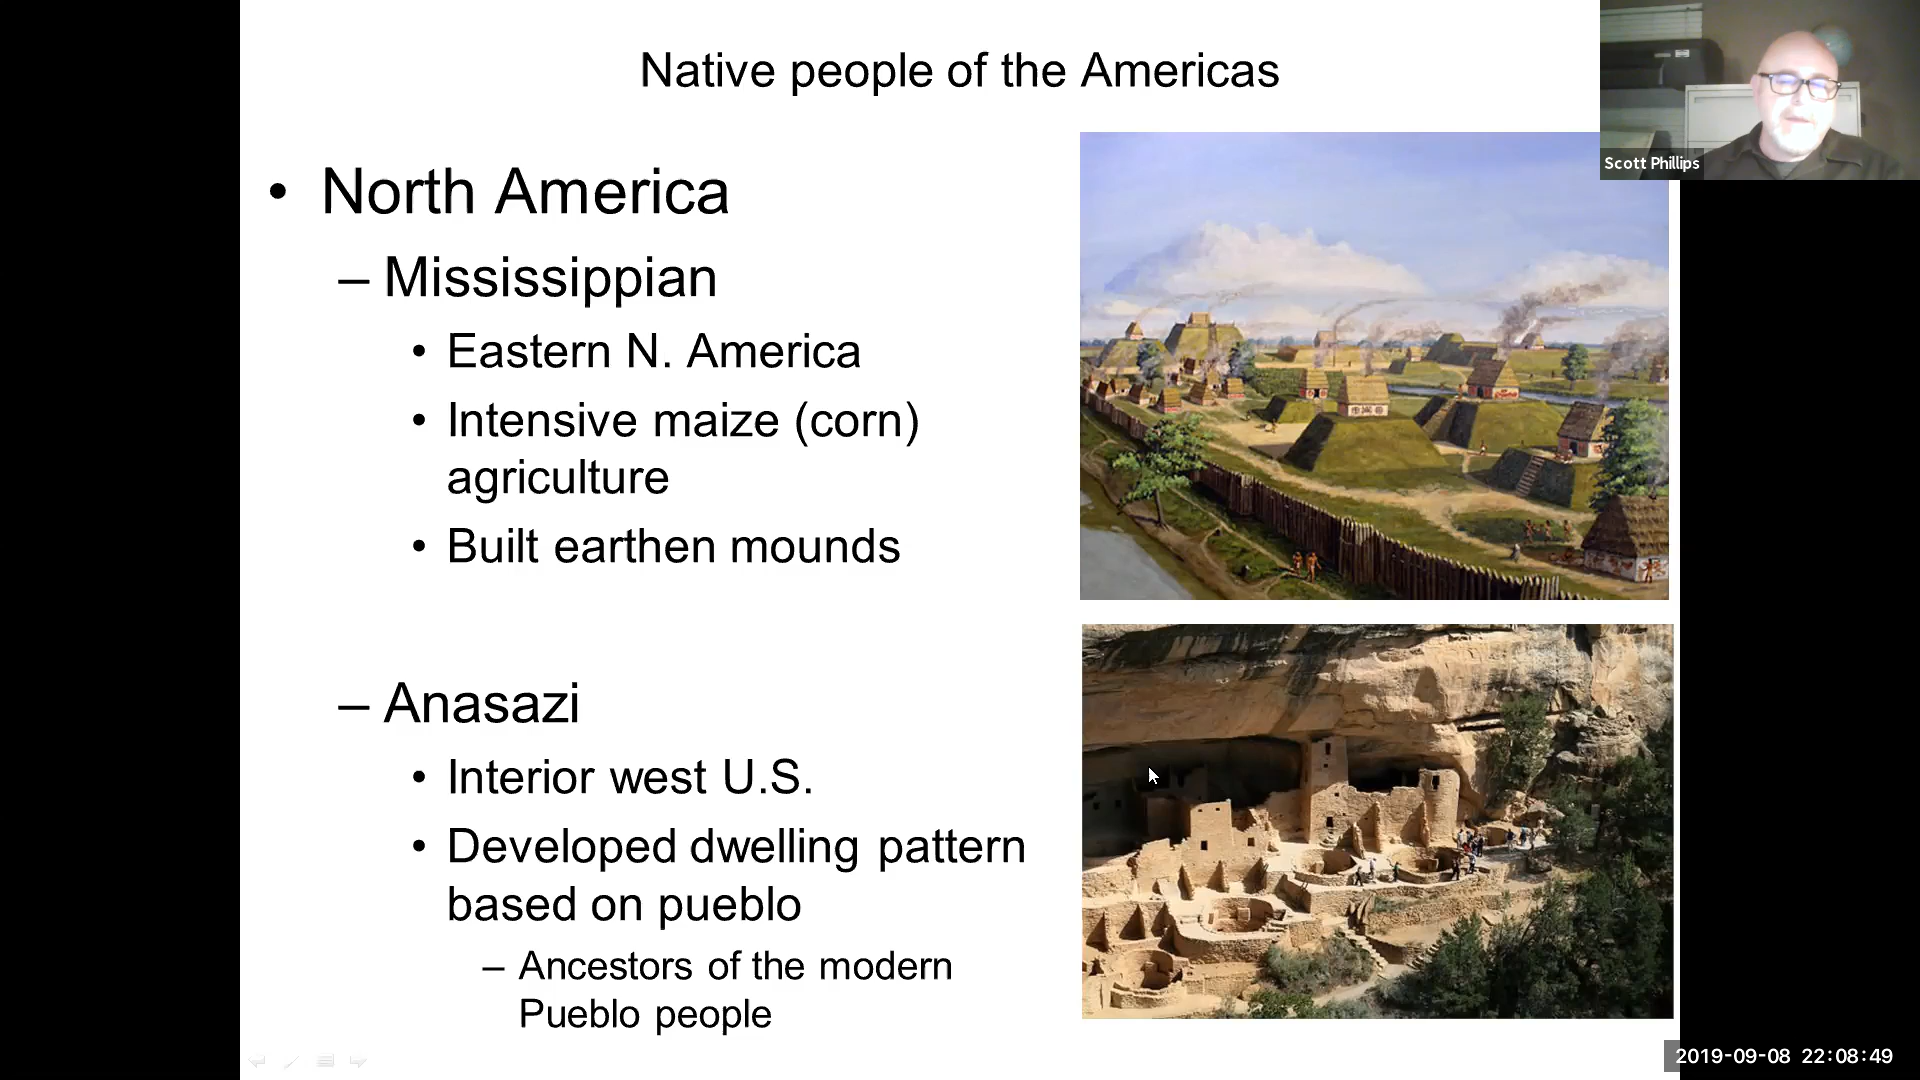 Native people of the Americas
Scott Phillips
• North America
– Mississippian
• Eastern N. America
• Intensive maize (corn)
agriculture
• Built earthen mounds
– Anasazi
• Interior west U.S.
• Developed dwelling pattern
based on pueblo
– Ancestors of the modern
Pueblo people
2019-09-08 22:08:49